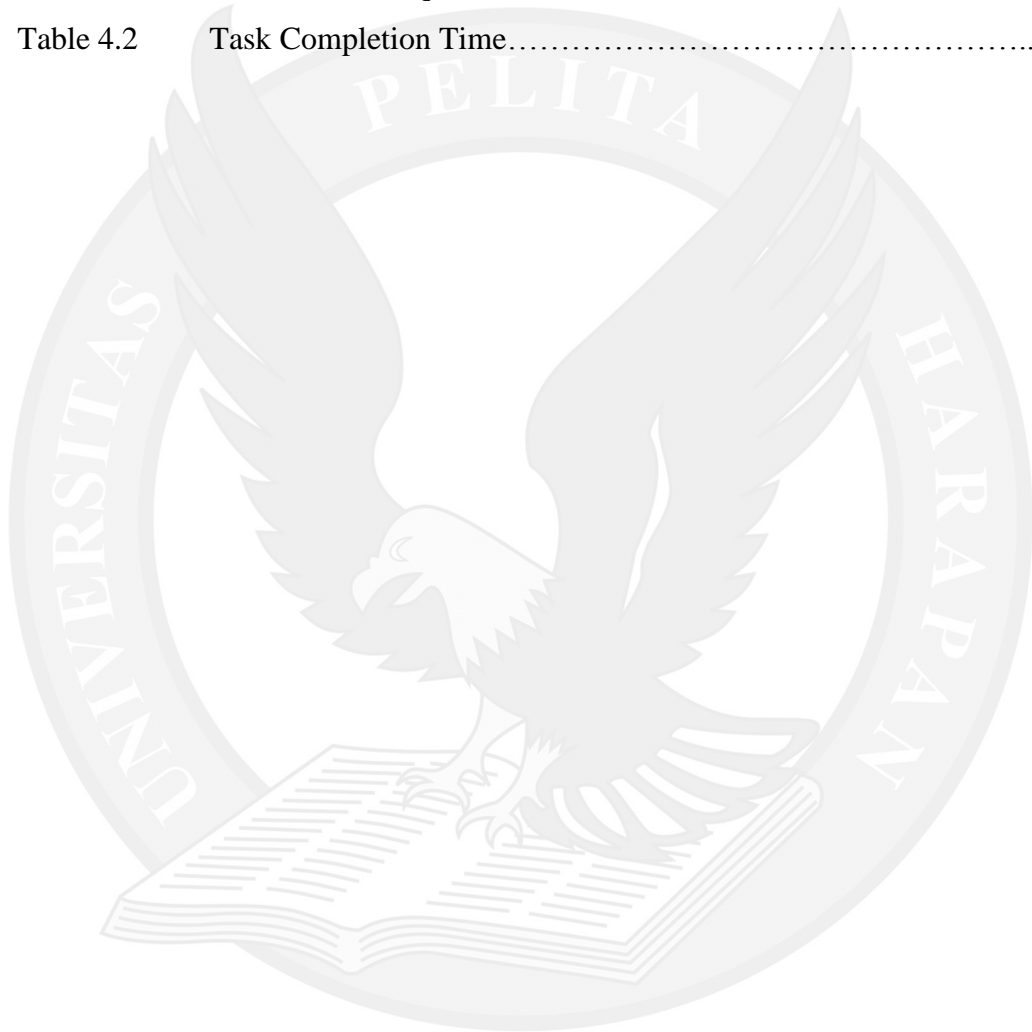 Table 4.2 Task Completion Time……………………………………………….
UNIVERSITAS
PELITA
HARAPAN